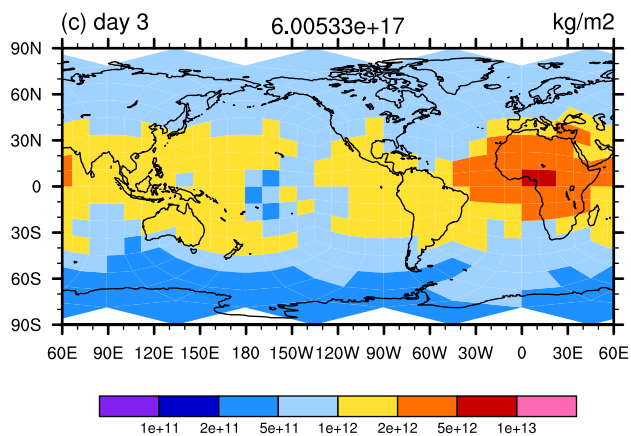 (c) day 3 6.00533e+17 kg/m2
90N
60N
30N
0
30S
60S
90S
60E 90E 120E 150E 180 150W 120W 90W 60W 30W 0 30E 60E
1e+11 2e+11 5e+11 1e+12 2e+12 5e+12 1e+13